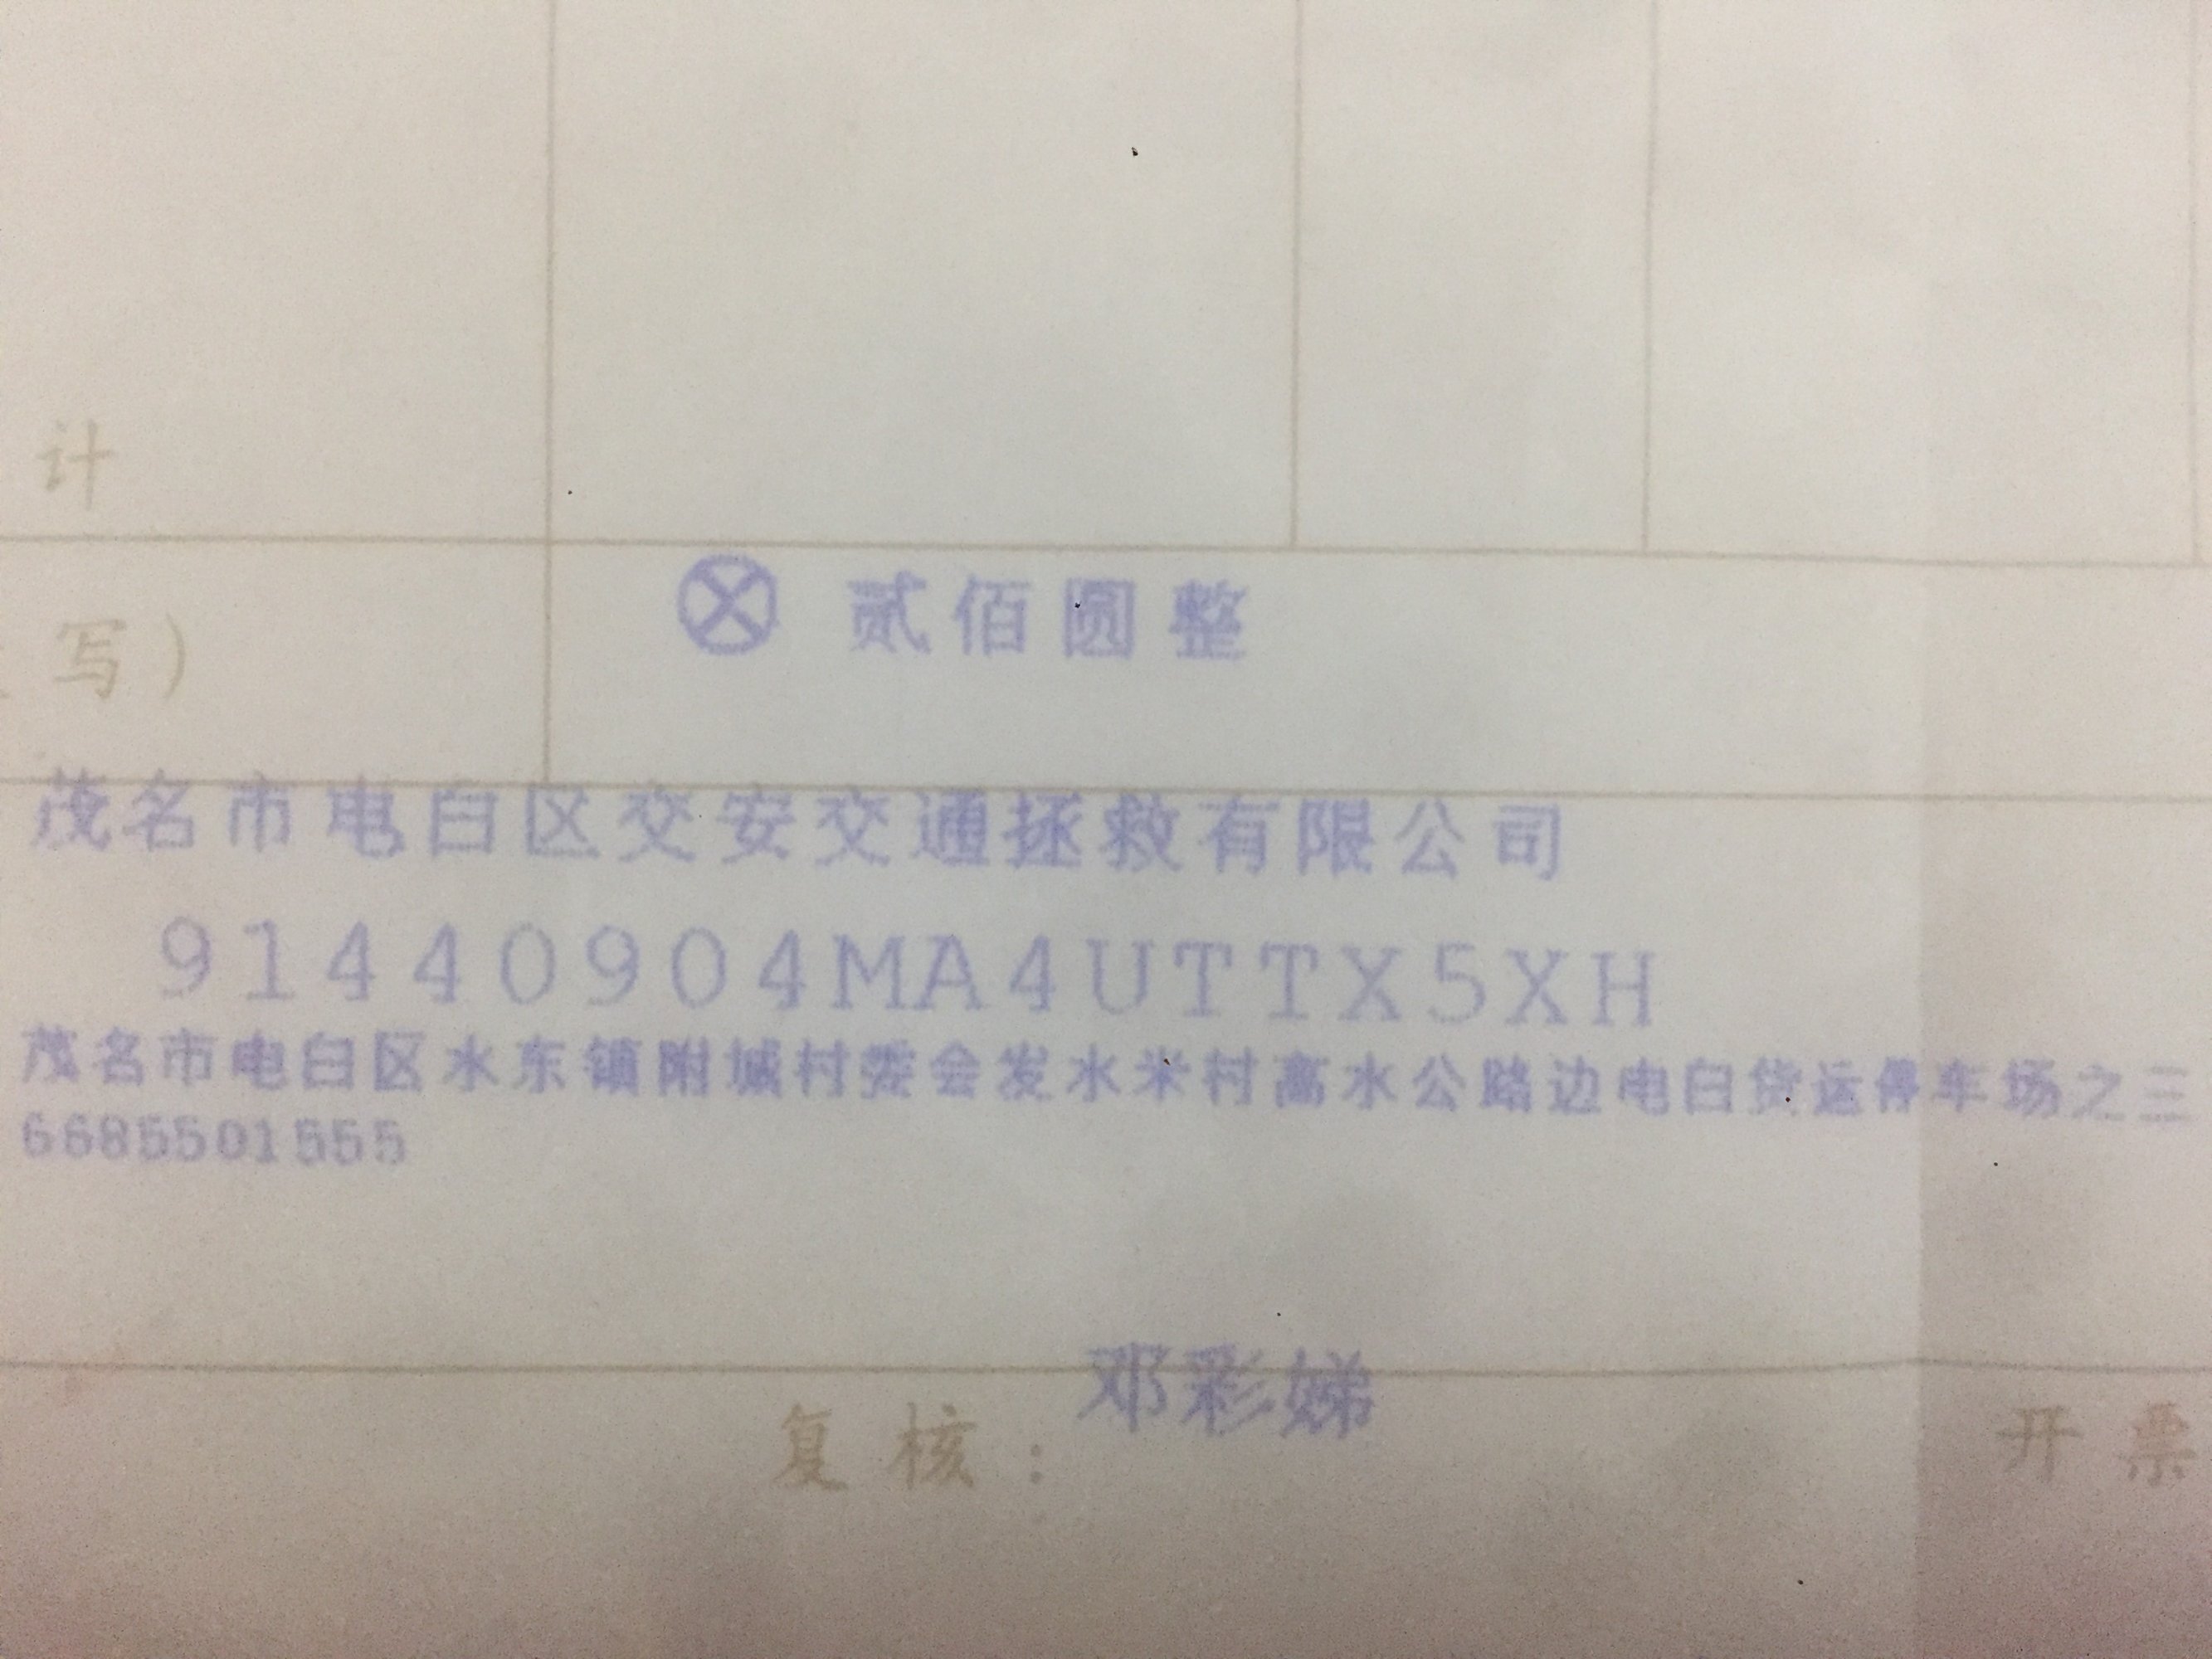 计
写）
ⓧ 贰佰圆整
茂名市电白区交安交通拯救有限公司
91440904MA4UTTX5XH
茂名市电白区水东镇附城村委会发水米村高水公路边电白货运停车场之三
6685501555
复核：邓彩娣
开票